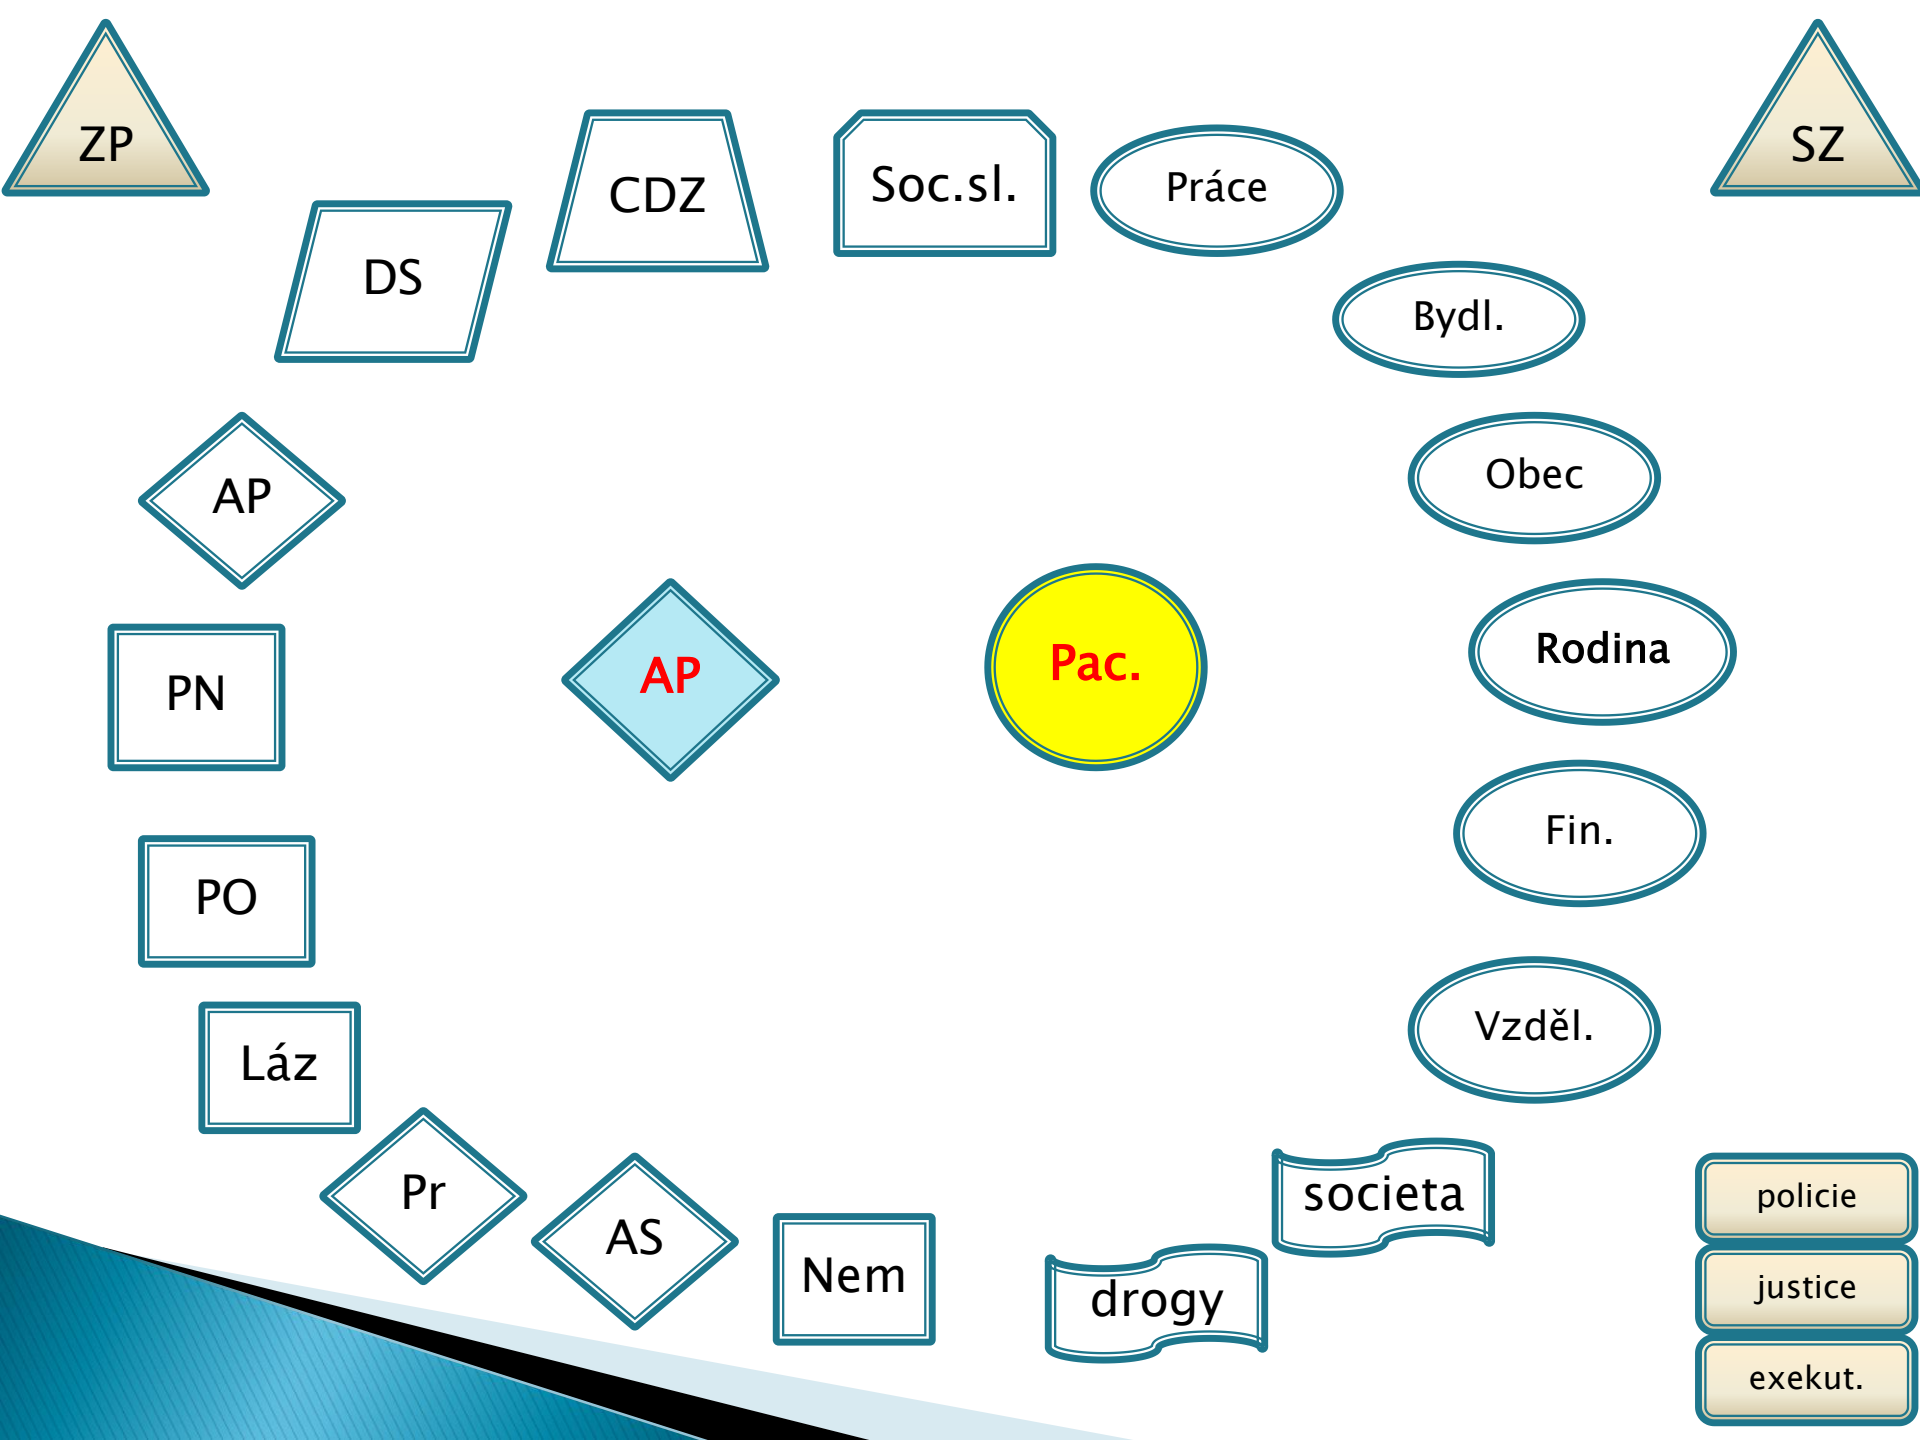 ZP
SZ
CDZ
Soc.sl.
Práce
DS
Bydl.
AP
Obec
PN
AP
Pac.
Rodina
PO
Fin.
Láz
Vzděl.
Pr
AS
Nem
drogy
societa
policie
justice
exekut.